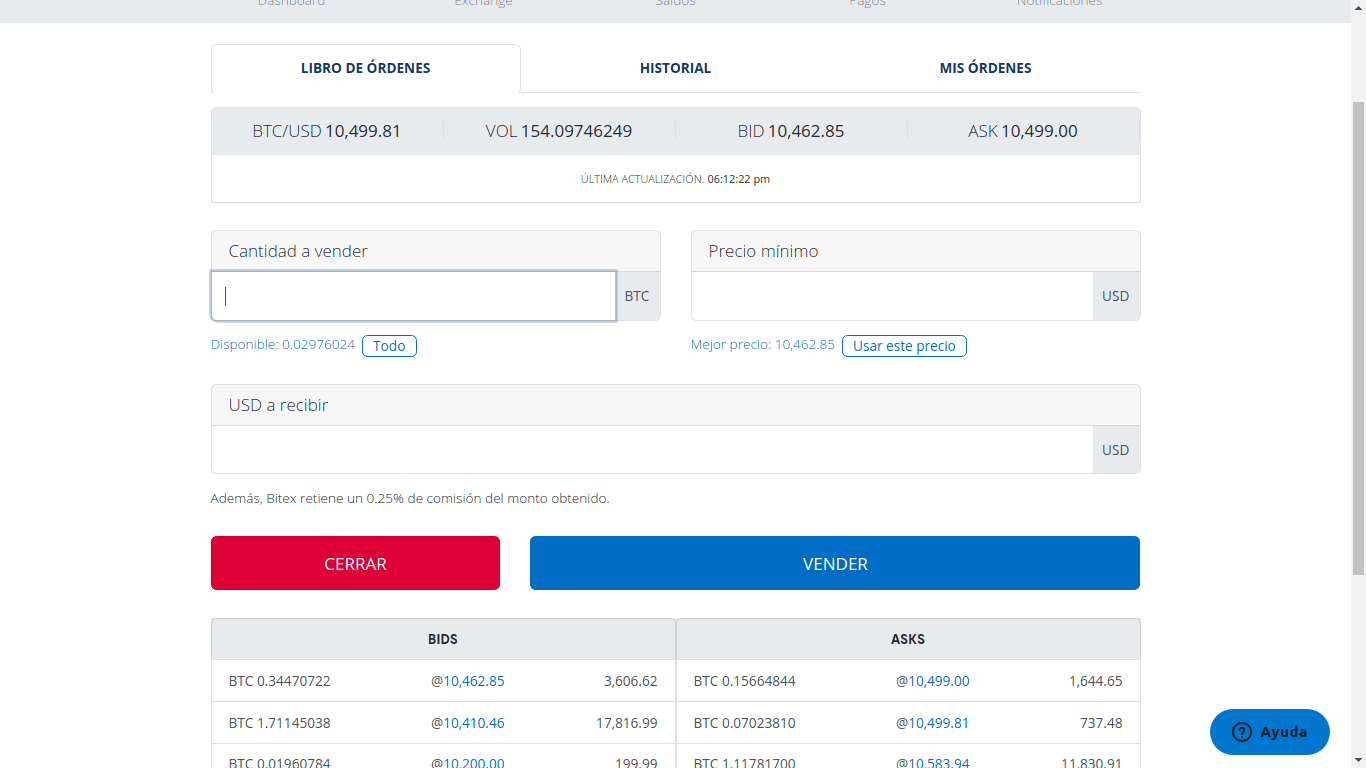 Dashboard Exchange Saldos Pagos Notificaciones
LIBRO DE ÓRDENES HISTORIAL MIS ÓRDENES
BTC/USD 10,499.81 VOL 154.09746249 BID 10,462.85 ASK 10,499.00
ÚLTIMA ACTUALIZACIÓN. 06:12:22 pm
Cantidad a vender Precio mínimo
BTC USD
Disponible: 0.02976024 Todo Mejor precio: 10,462.85 Usar este precio
USD a recibir
USD
Además, Bitex retiene un 0.25% de comisión del monto obtenido.
CERRAR VENDER
BIDS ASKS
BTC 0.34470722 @10,462.85 3,606.62 BTC 0.15664844 @10,499.00 1,644.65
BTC 1.71145038 @10,410.46 17,816.99 BTC 0.07023810 @10,499.81 737.48
Ayuda
BTC 0.01960784 @10,200.00 199.99 BTC 1.11781700 @10,583.94 11,830.91